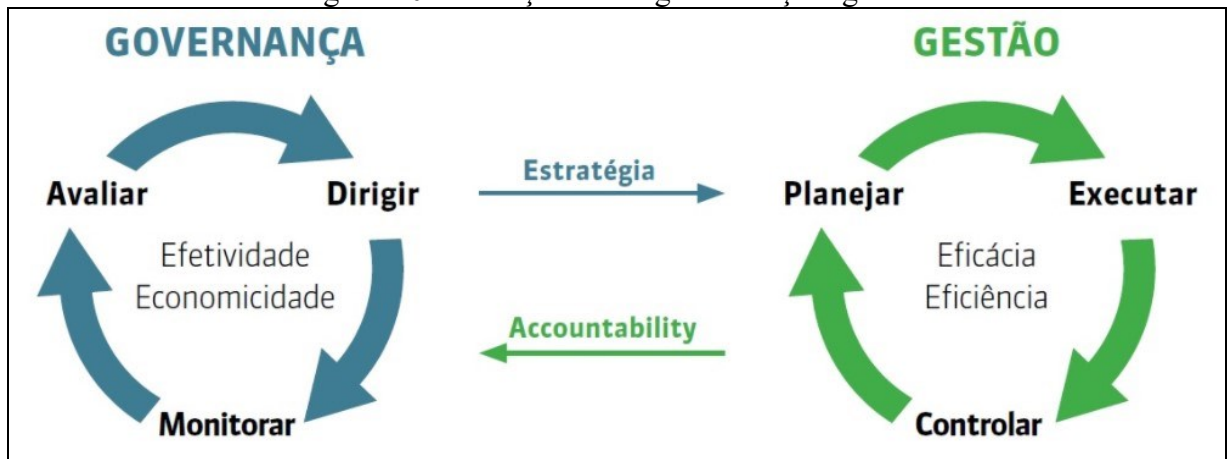 GOVERNANÇA
GESTÃO
Avaliar
Dirigir
Estratégia
Planejar
Executar
Efetividade
Economicidade
Eficácia
Eficiência
Accountability
Monitorar
Controlar